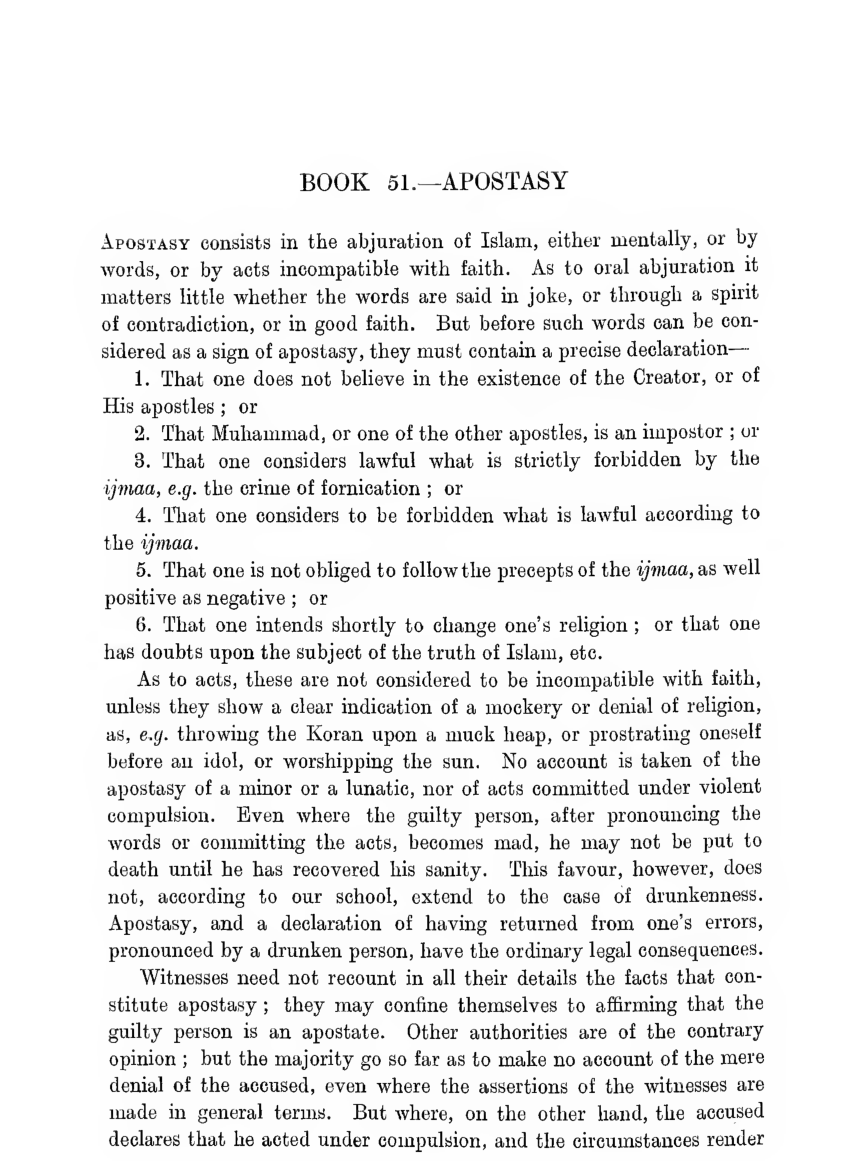 BOOK 51.—APOSTASY
APOSTASY consists in the abjuration of Islam, either mentally, or by
words, or by acts incompatible with faith. As to oral abjuration it
matters little whether the words are said in joke, or through a spirit
of contradiction, or in good faith. But before such words can be con-
sidered as a sign of apostasy, they must contain a precise declaration—
1. That one does not believe in the existence of the Creator, or of
His apostles ; or
2. That Muhammad, or one of the other apostles, is an impostor ; or
3. That one considers lawful what is strictly forbidden by the
ijmaa, e.g. the crime of fornication ; or
4. That one considers to be forbidden what is lawful according to
the ijmaa.
5. That one is not obliged to follow the precepts of the ijmaa, as well
positive as negative ; or
6. That one intends shortly to change one's religion ; or that one
has doubts upon the subject of the truth of Islam, etc.
As to acts, these are not considered to be incompatible with faith,
unless they show a clear indication of a mockery or denial of religion,
as, e.g. throwing the Koran upon a muck heap, or prostrating oneself
before an idol, or worshipping the sun. No account is taken of the
apostasy of a minor or a lunatic, nor of acts committed under violent
compulsion. Even where the guilty person, after pronouncing the
words or committing the acts, becomes mad, he may not be put to
death until he has recovered his sanity. This favour, however, does
not, according to our school, extend to the case of drunkenness.
Apostasy, and a declaration of having returned from one's errors,
pronounced by a drunken person, have the ordinary legal consequences.
Witnesses need not recount in all their details the facts that con-
stitute apostasy ; they may confine themselves to affirming that the
guilty person is an apostate. Other authorities are of the contrary
opinion ; but the majority go so far as to make no account of the mere
denial of the accused, even where the assertions of the witnesses are
made in general terms. But where, on the other hand, the accused
declares that he acted under compulsion, and the circumstances render